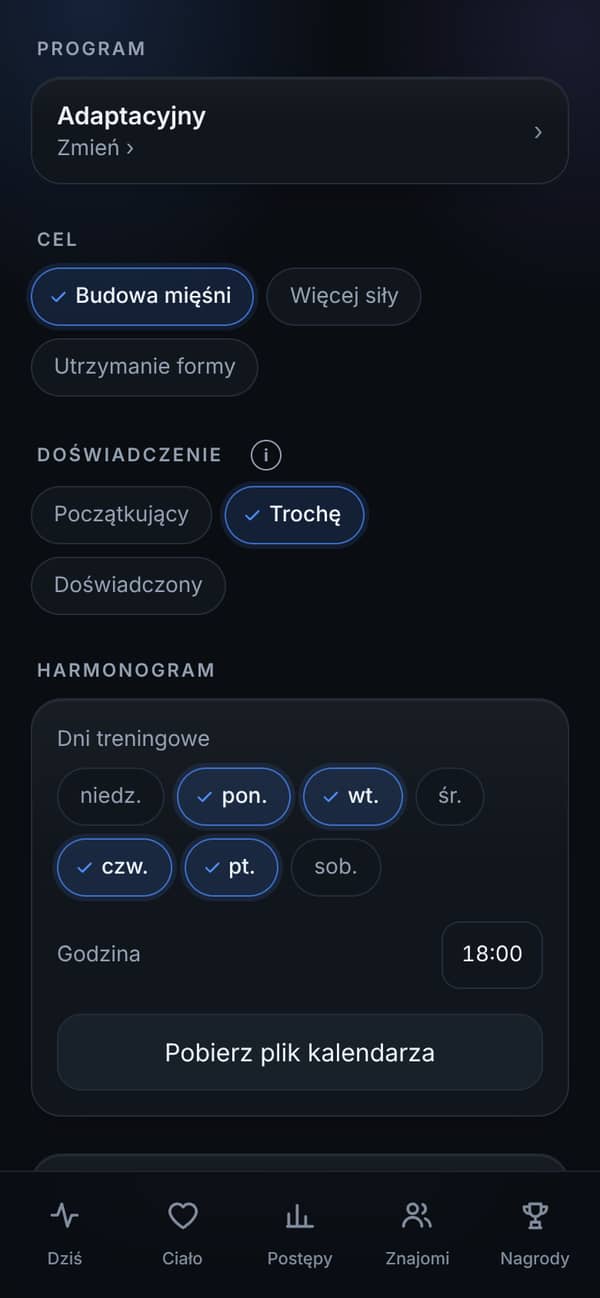 PROGRAM
Adaptacyjny
Zmień ›
›
CEL
✓ Budowa mięśni
Więcej siły
Utrzymanie formy
DOŚWIADCZENIE i
Początkujący
✓ Trochę
Doświadczony
HARMONOGRAM
Dni treningowe
niedz. ✓ pon. ✓ wt. śr.
✓ czw. ✓ pt. sob.
Godzina 18:00
Pobierz plik kalendarza
Dziś Ciało Postępy Znajomi Nagrody